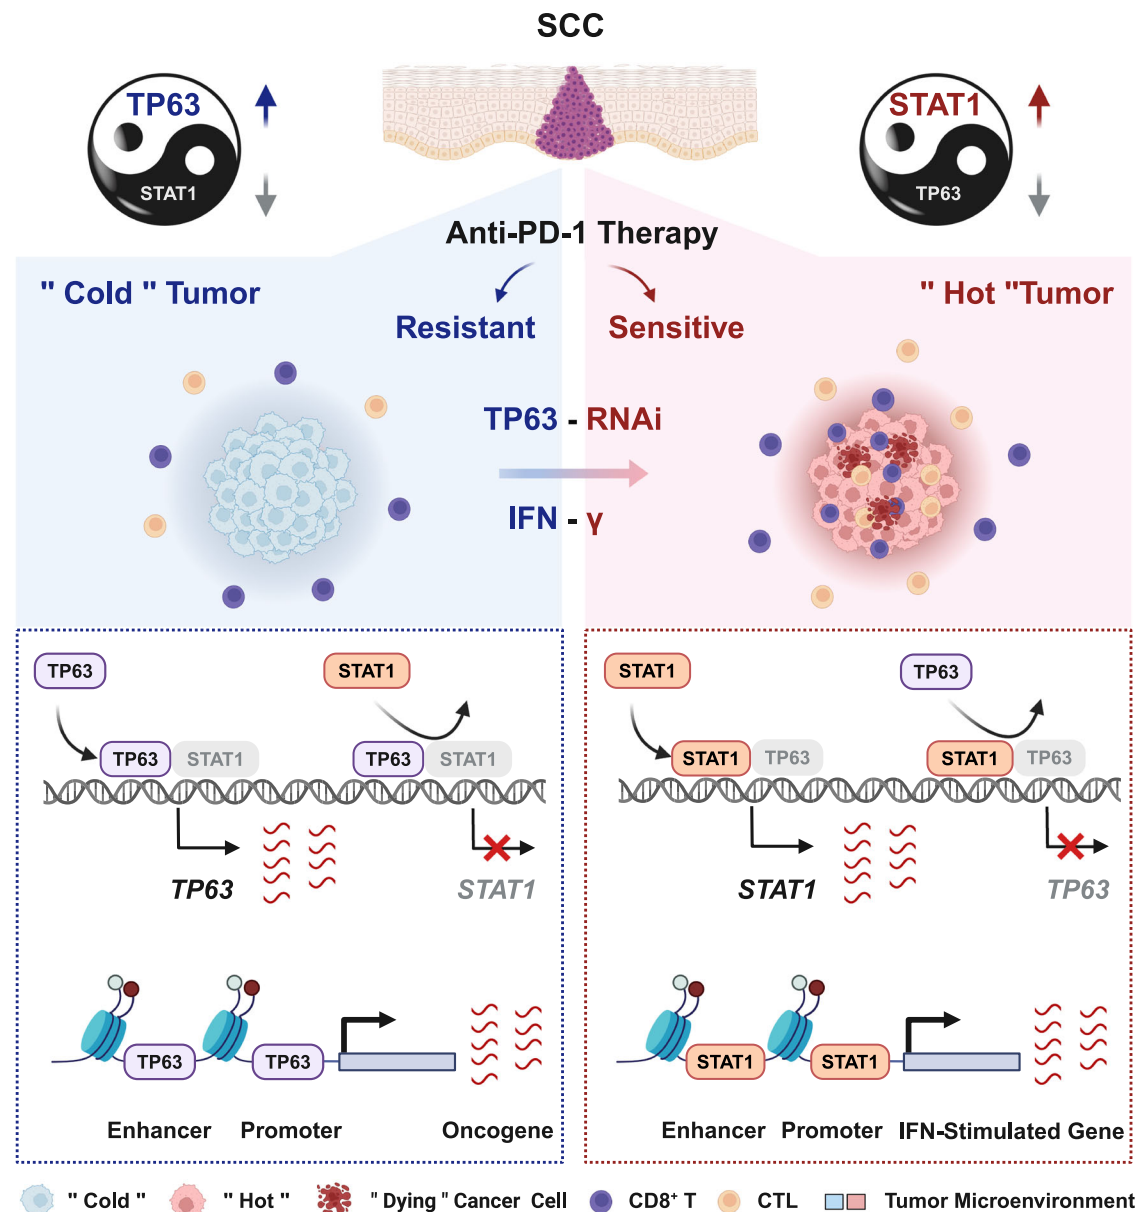 SCC
TP63
STAT1
STAT1
TP63
Anti-PD-1 Therapy
" Cold " Tumor
" Hot "Tumor
Resistant
Sensitive
TP63 - RNAi
IFN - γ
TP63
STAT1
TP63
STAT1
TP63
STAT1
TP63
STAT1
STAT1
TP63
STAT1
TP63
STAT1
TP63
STAT1
TP63
TP63
TP63
Enhancer
Promoter
Oncogene
STAT1
STAT1
Enhancer
Promoter
IFN-Stimulated Gene
" Cold "
" Hot "
" Dying " Cancer Cell
CD8⁺ T
CTL
Tumor Microenvironment